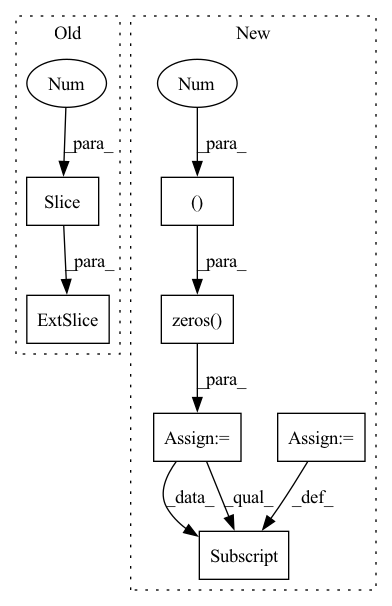 Old
New
Num
Num
_para_
_para_
Slice
()
_para_
_para_
ExtSlice
zeros()
_para_
Assign:=
Assign:=
_data_
_qual_
_def_
Subscript